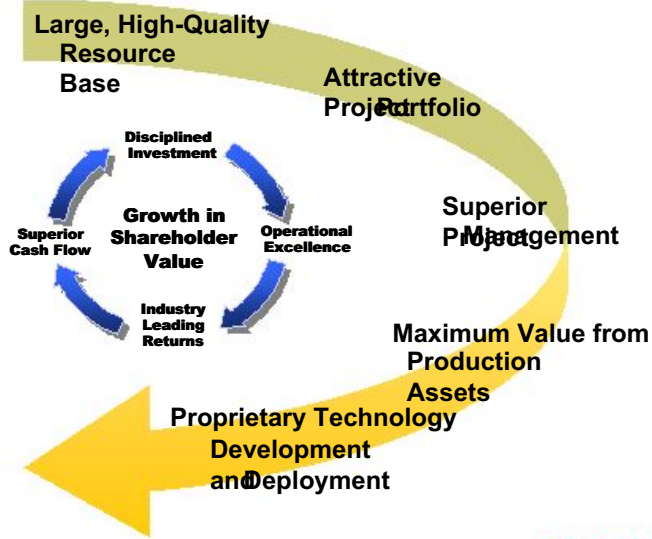 Large, High-Quality
Resource
Base
Attractive
Project Portfolio
Disciplined
Investment
Superior
Cash Flow
Growth in
Shareholder
Value
Operational
Excellence
Industry
Leading
Returns
Superior
Project Management
Maximum Value from
Production
Assets
Proprietary Technology
Development
and Deployment